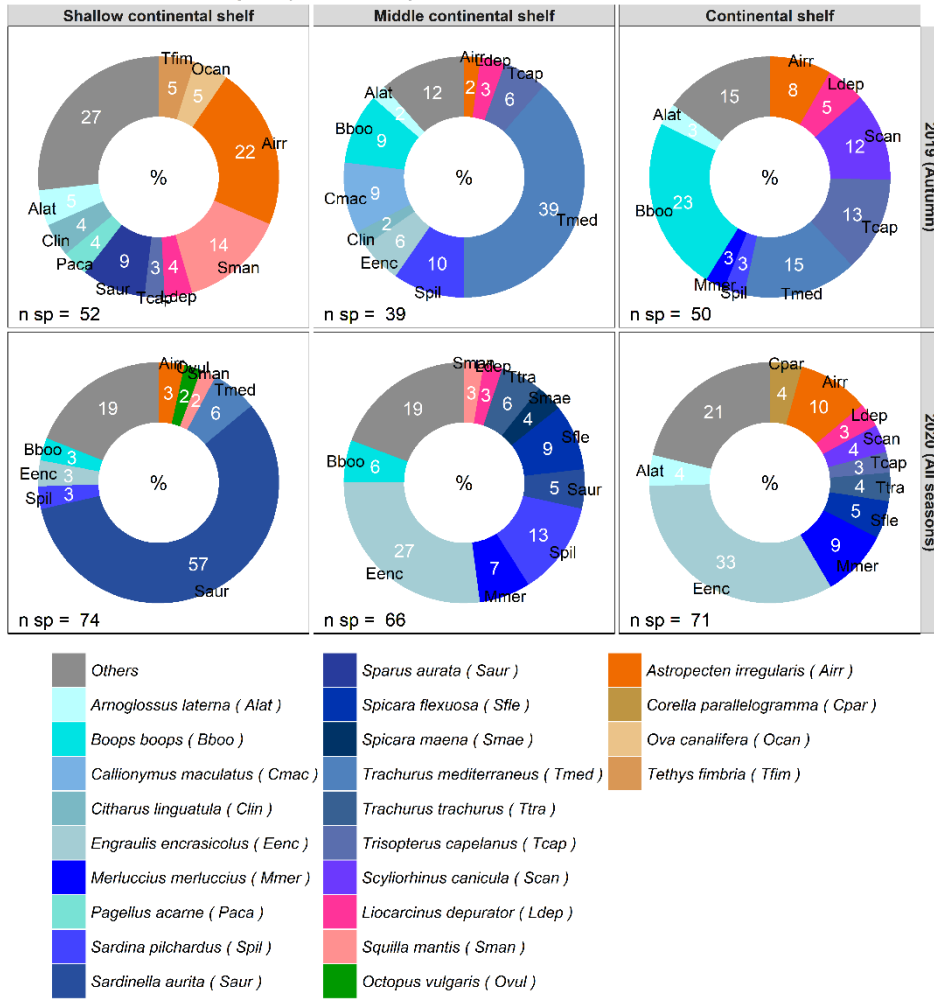 Shallow continental shelf
Middle continental shelf
Continental shelf
2019 (Autumn)
Tfim
5
Ocan
5
Airr
22
Sman
14
Ldep
4
Tcap
3
Saur
9
Paca
4
Clin
4
Alat
5
27
%
n sp = 52
Airr
2
Ldep
3
Tcap
6
Tmed
39
Spil
10
Eenc
6
Clin
2
Cmac
9
Bboo
9
Alat
2
12
%
n sp = 39
Airr
8
Ldep
5
Scan
12
Tcap
13
Tmed
15
Spil
3
Mmer
3
Bboo
23
Alat
3
15
%
n sp = 50
2020 (All seasons)
Airr
3
Ovul
2
Sman
2
Tmed
6
Saur
57
Spil
3
Eenc
3
Bboo
3
19
%
n sp = 74
Sman
3
Ldep
3
Ttra
6
Smae
4
Sfle
9
Saur
5
Spil
13
Mmer
7
Eenc
27
Bboo
6
19
%
n sp = 66
Cpar
4
Airr
10
Ldep
3
Scan
4
Tcap
3
Ttra
4
Sfle
5
Mmer
9
Eenc
33
Alat
4
21
%
n sp = 71
Others
Arnoglossus laterna ( Alat )
Boops boops ( Bboo )
Callionymus maculatus ( Cmac )
Citharus linguatula ( Clin )
Engraulis encrasicolus ( Eenc )
Merluccius merluccius ( Mmer )
Pagellus acarne ( Paca )
Sardina pilchardus ( Spil )
Sardinella aurita ( Saur )
Sparus aurata ( Saur )
Spicara flexuosa ( Sfle )
Spicara maena ( Smae )
Trachurus mediterraneus ( Tmed )
Trachurus trachurus ( Ttra )
Trisopterus capelanus ( Tcap )
Scyliorhinus canicula ( Scan )
Liocarcinus depurator ( Ldep )
Squilla mantis ( Sman )
Octopus vulgaris ( Ovul )
Astropecten irregularis ( Airr )
Corella parallelogramma ( Cpar )
Ova canalifera ( Ocan )
Tethys fimbria ( Tfim )